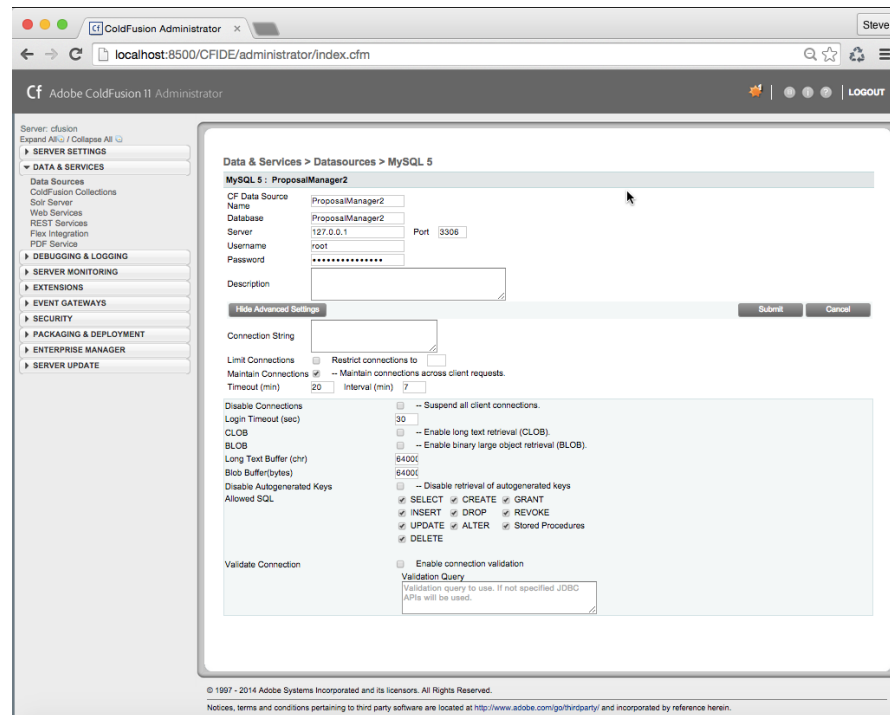 ColdFusion Administrator
Steve
localhost:8500/CFIDE/administrator/index.cfm
Cf Adobe ColdFusion 11 Administrator
LOGOUT
Server: cfusion
Expand All / Collapse All
SERVER SETTINGS
DATA & SERVICES
Data Sources
ColdFusion Collections
Solr Server
Web Services
REST Services
Flex Integration
PDF Service
DEBUGGING & LOGGING
SERVER MONITORING
EXTENSIONS
EVENT GATEWAYS
SECURITY
PACKAGING & DEPLOYMENT
ENTERPRISE MANAGER
SERVER UPDATE
Data & Services > Datasources > MySQL 5
MySQL 5 : ProposalManager2
CF Data Source Name ProposalManager2
Database ProposalManager2
Server 127.0.0.1 Port 3306
Username root
Password •••••••••••••••
Description
Hide Advanced Settings Submit Cancel
Connection String
Limit Connections Restrict connections to
Maintain Connections -- Maintain connections across client requests.
Timeout (min) 20 Interval (min) 7
Disable Connections -- Suspend all client connections.
Login Timeout (sec) 30
CLOB -- Enable long text retrieval (CLOB).
BLOB -- Enable binary large object retrieval (BLOB).
Long Text Buffer (chr) 64000
Blob Buffer(bytes) 64000
Disable Autogenerated Keys -- Disable retrieval of autogenerated keys
Allowed SQL SELECT CREATE GRANT
INSERT DROP REVOKE
UPDATE ALTER Stored Procedures
DELETE
Validate Connection Enable connection validation
Validation Query
Validation query to use. If not specified JDBC
APIs will be used.
© 1997 - 2014 Adobe Systems Incorporated and its licensors. All Rights Reserved.
Notices, terms and conditions pertaining to third party software are located at http://www.adobe.com/go/thirdparty/ and incorporated by reference herein.